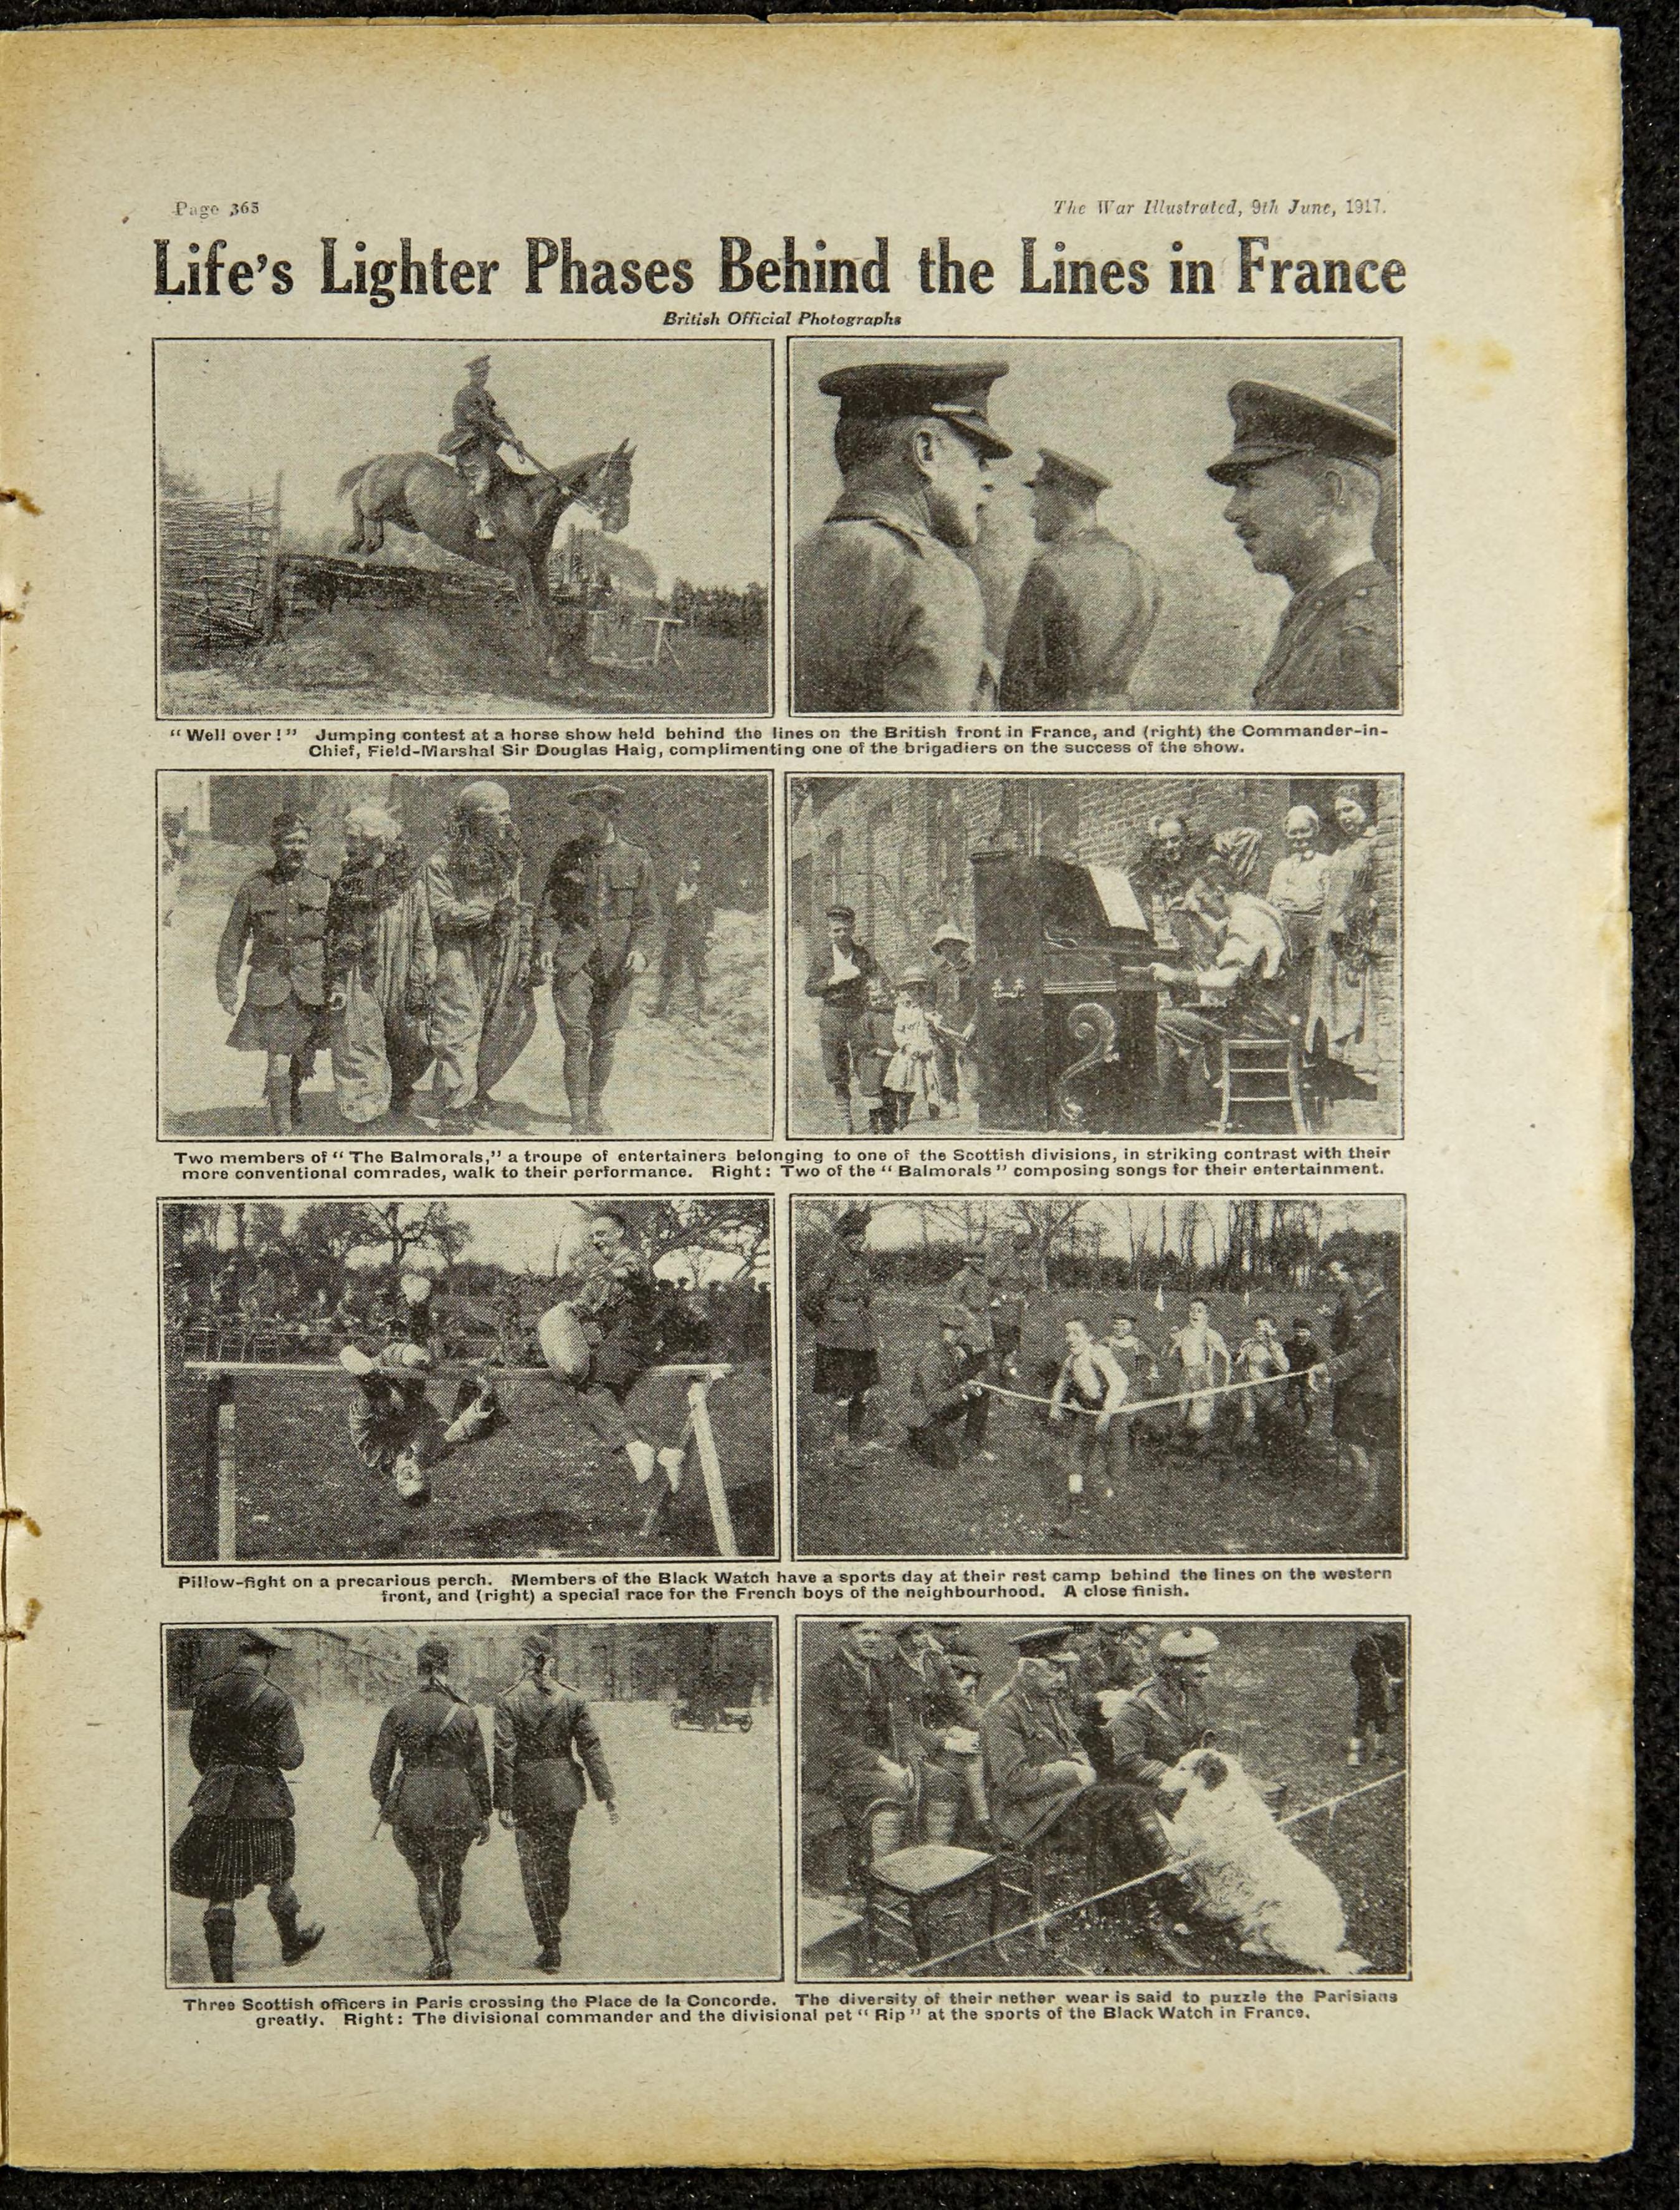 Page 365
The War Illustrated, 9th June, 1917.
Life's Lighter Phases Behind the Lines in France
British Official Photographs
“Well over!” Jumping contest at a horse show held behind the lines on the British front in France, and (right) the Commander-in-
Chief, Field-Marshal Sir Douglas Haig, complimenting one of the brigadiers on the success of the show.
Two members of “The Balmorals,” a troupe of entertainers belonging to one of the Scottish divisions, in striking contrast with their
more conventional comrades, walk to their performance. Right: Two of the “Balmorals” composing songs for their entertainment.
Pillow-fight on a precarious perch. Members of the Black Watch have a sports day at their rest camp behind the lines on the western
front, and (right) a special race for the French boys of the neighbourhood. A close finish.
Three Scottish officers in Paris crossing the Place de la Concorde. The diversity of their nether wear is said to puzzle the Parisians
greatly. Right: The divisional commander and the divisional pet “Rip” at the sports of the Black Watch in France.